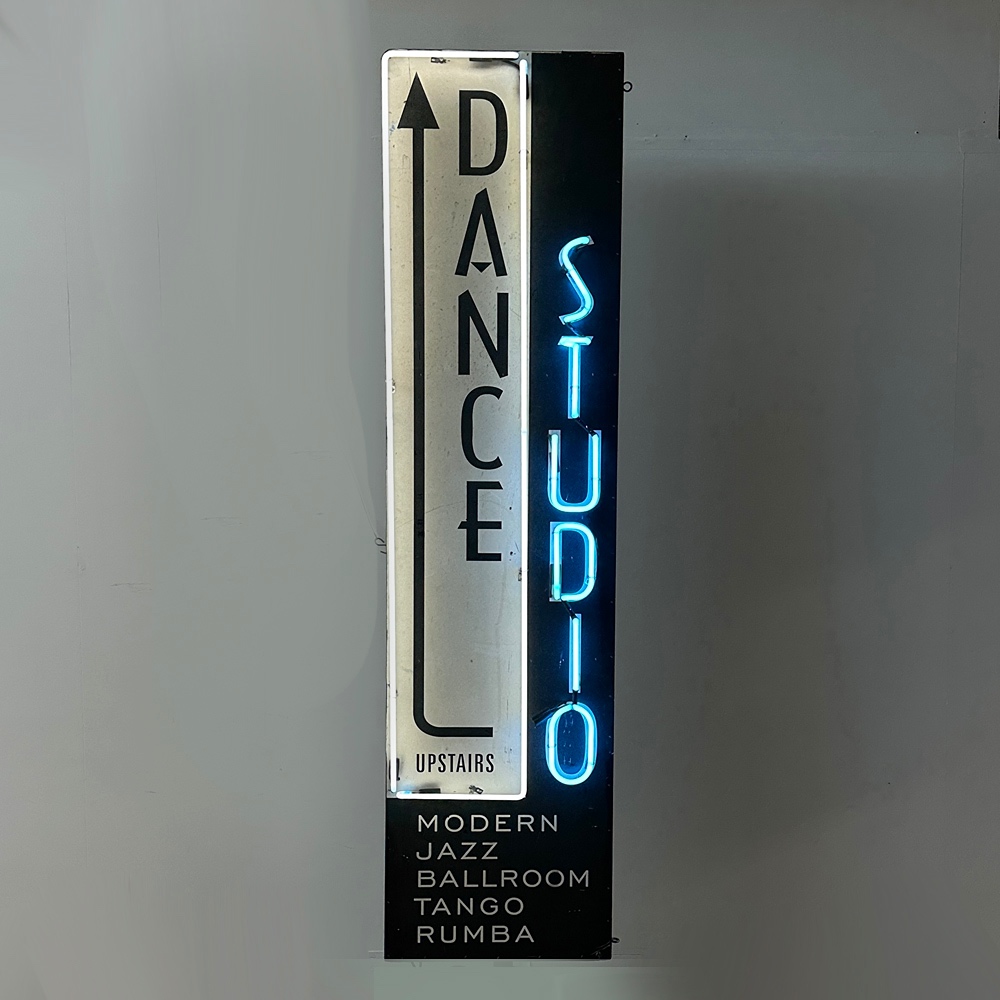 DANCE
STUDIO
UPSTAIRS
MODERN
JAZZ
BALLROOM
TANGO
RUMBA